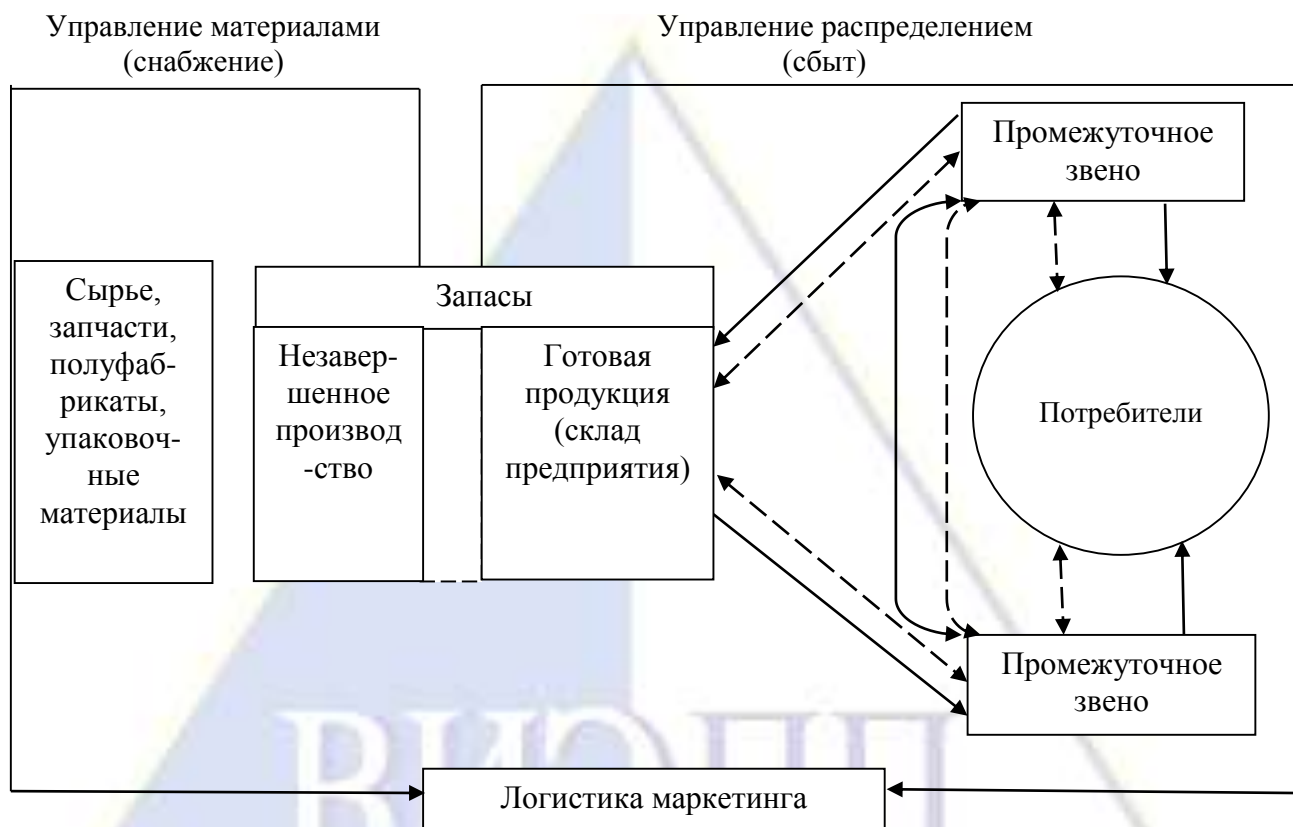 Управление материалами
(снабжение)
Управление распределением
(сбыт)
Промежуточное
звено
Сырье,
запчасти,
полуфаб-
рикаты,
упаковоч-
ные
материалы
Запасы
Незавер-
шенное
производ
-ство
Готовая
продукция
(склад
предприятия)
Потребители
Промежуточное
звено
ВИЭПП
Логистика маркетинга